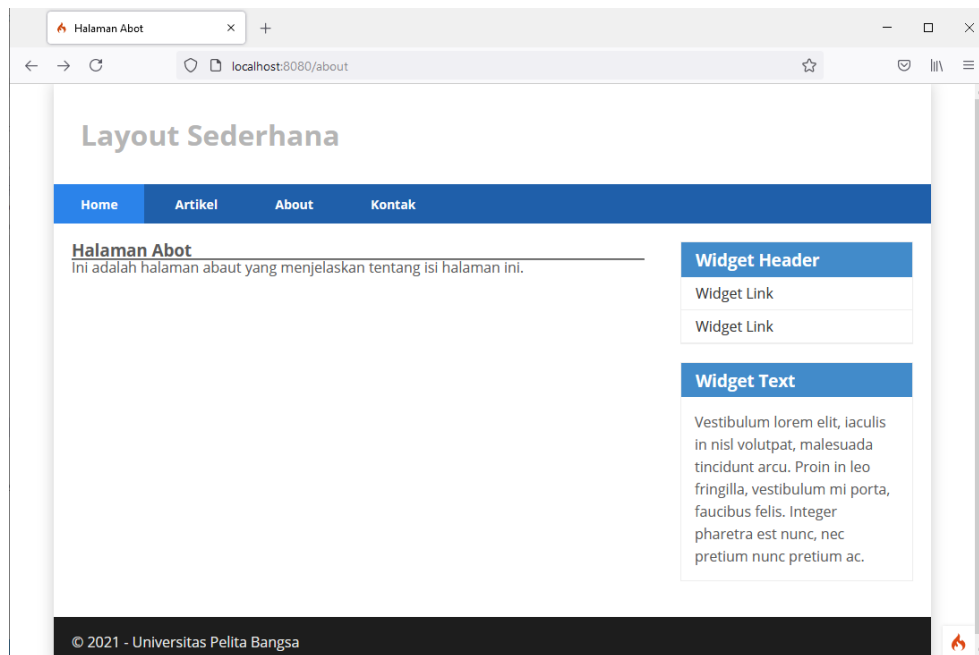 Halaman Abot
localhost:8080/about
Layout Sederhana
Home Artikel About Kontak
Halaman Abot
Ini adalah halaman abaut yang menjelaskan tentang isi halaman ini.
Widget Header
Widget Link
Widget Link
Widget Text
Vestibulum lorem elit, iaculis
in nisl volutpat, malesuada
tincidunt arcu. Proin in leo
fringilla, vestibulum mi porta,
faucibus felis. Integer
pharetra est nunc, nec
pretium nunc pretium ac.
© 2021 - Universitas Pelita Bangsa